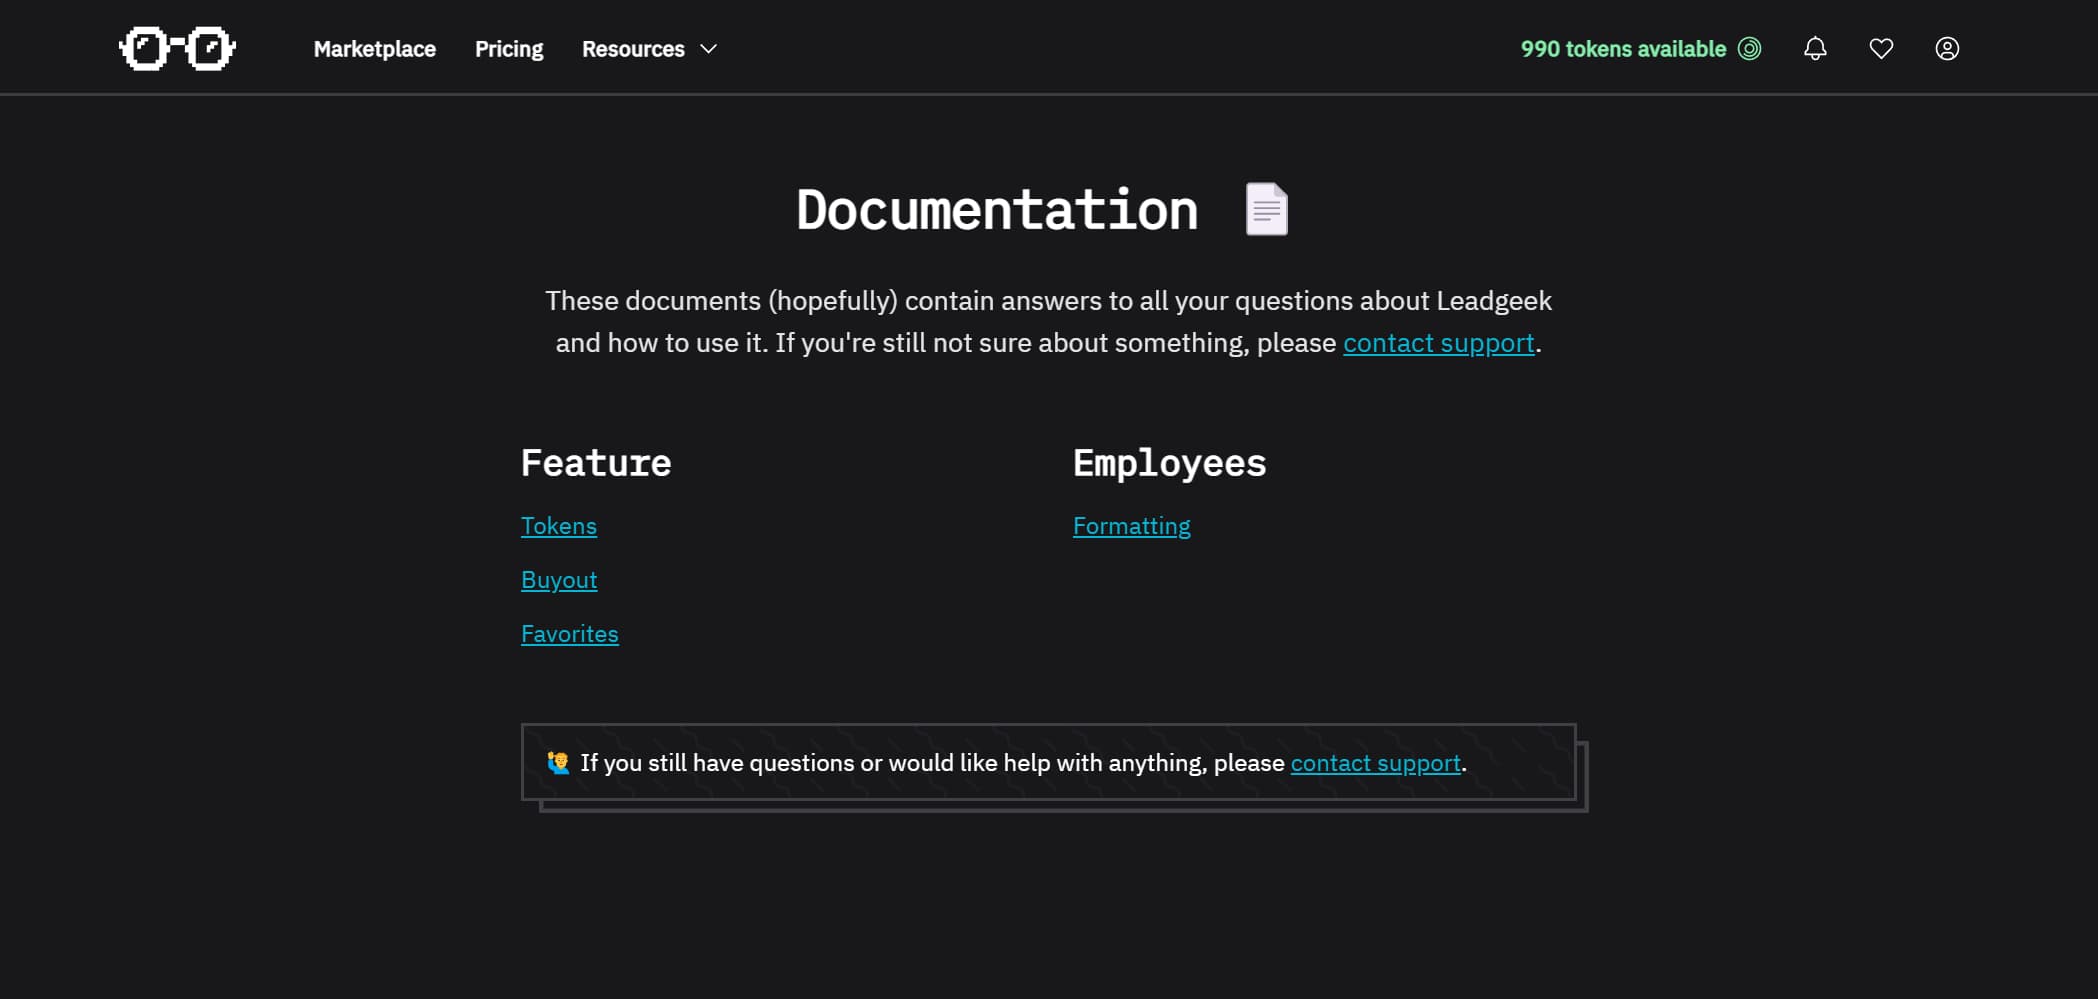 Marketplace Pricing Resources 990 tokens available
Documentation
These documents (hopefully) contain answers to all your questions about Leadgeek
and how to use it. If you're still not sure about something, please contact support.
Feature
Tokens
Buyout
Favorites
Employees
Formatting
If you still have questions or would like help with anything, please contact support.